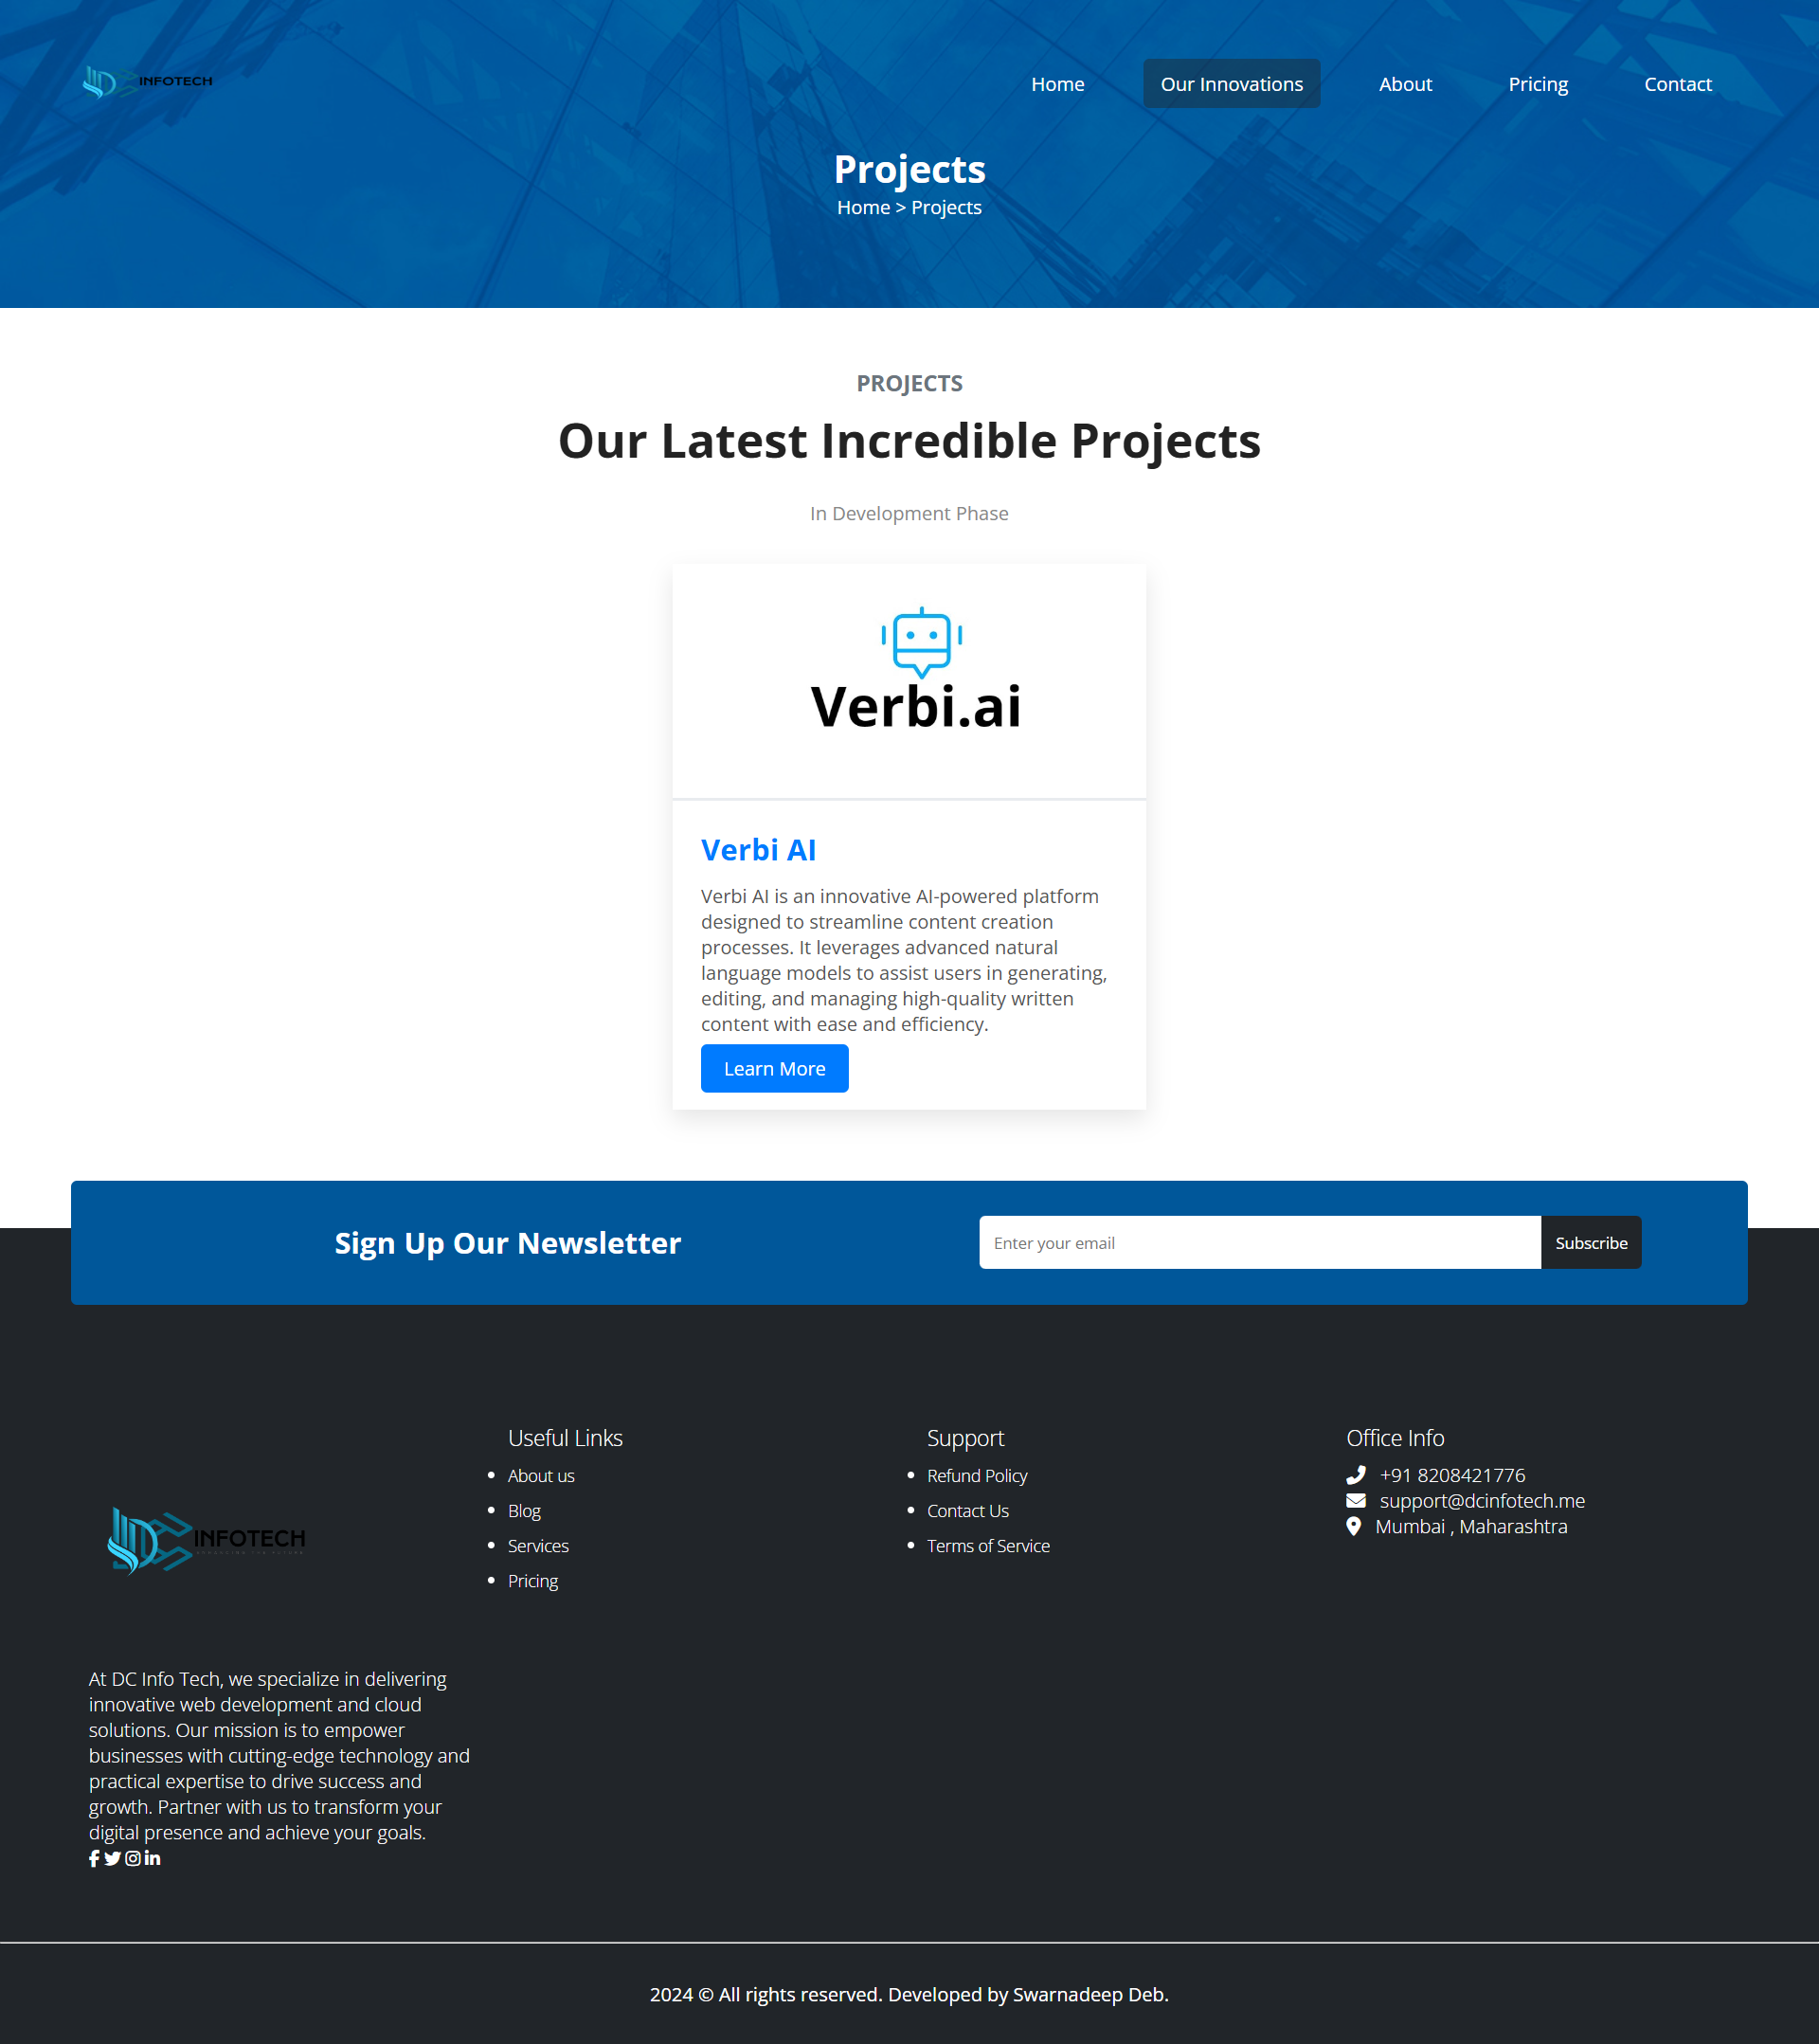 INFOTECH
Home
Our Innovations
About
Pricing
Contact
Projects
Home > Projects
PROJECTS
Our Latest Incredible Projects
In Development Phase
Verbi.ai
Verbi AI
Verbi AI is an innovative AI-powered platform
designed to streamline content creation
processes. It leverages advanced natural
language models to assist users in generating,
editing, and managing high-quality written
content with ease and efficiency.
Learn More
Sign Up Our Newsletter
Enter your email
Subscribe
INFOTECH
At DC Info Tech, we specialize in delivering
innovative web development and cloud
solutions. Our mission is to empower
businesses with cutting-edge technology and
practical expertise to drive success and
growth. Partner with us to transform your
digital presence and achieve your goals.
Useful Links
About us
Blog
Services
Pricing
Support
Refund Policy
Contact Us
Terms of Service
Office Info
+91 8208421776
support@dcinfotech.me
Mumbai , Maharashtra
2024 © All rights reserved. Developed by Swarnadeep Deb.